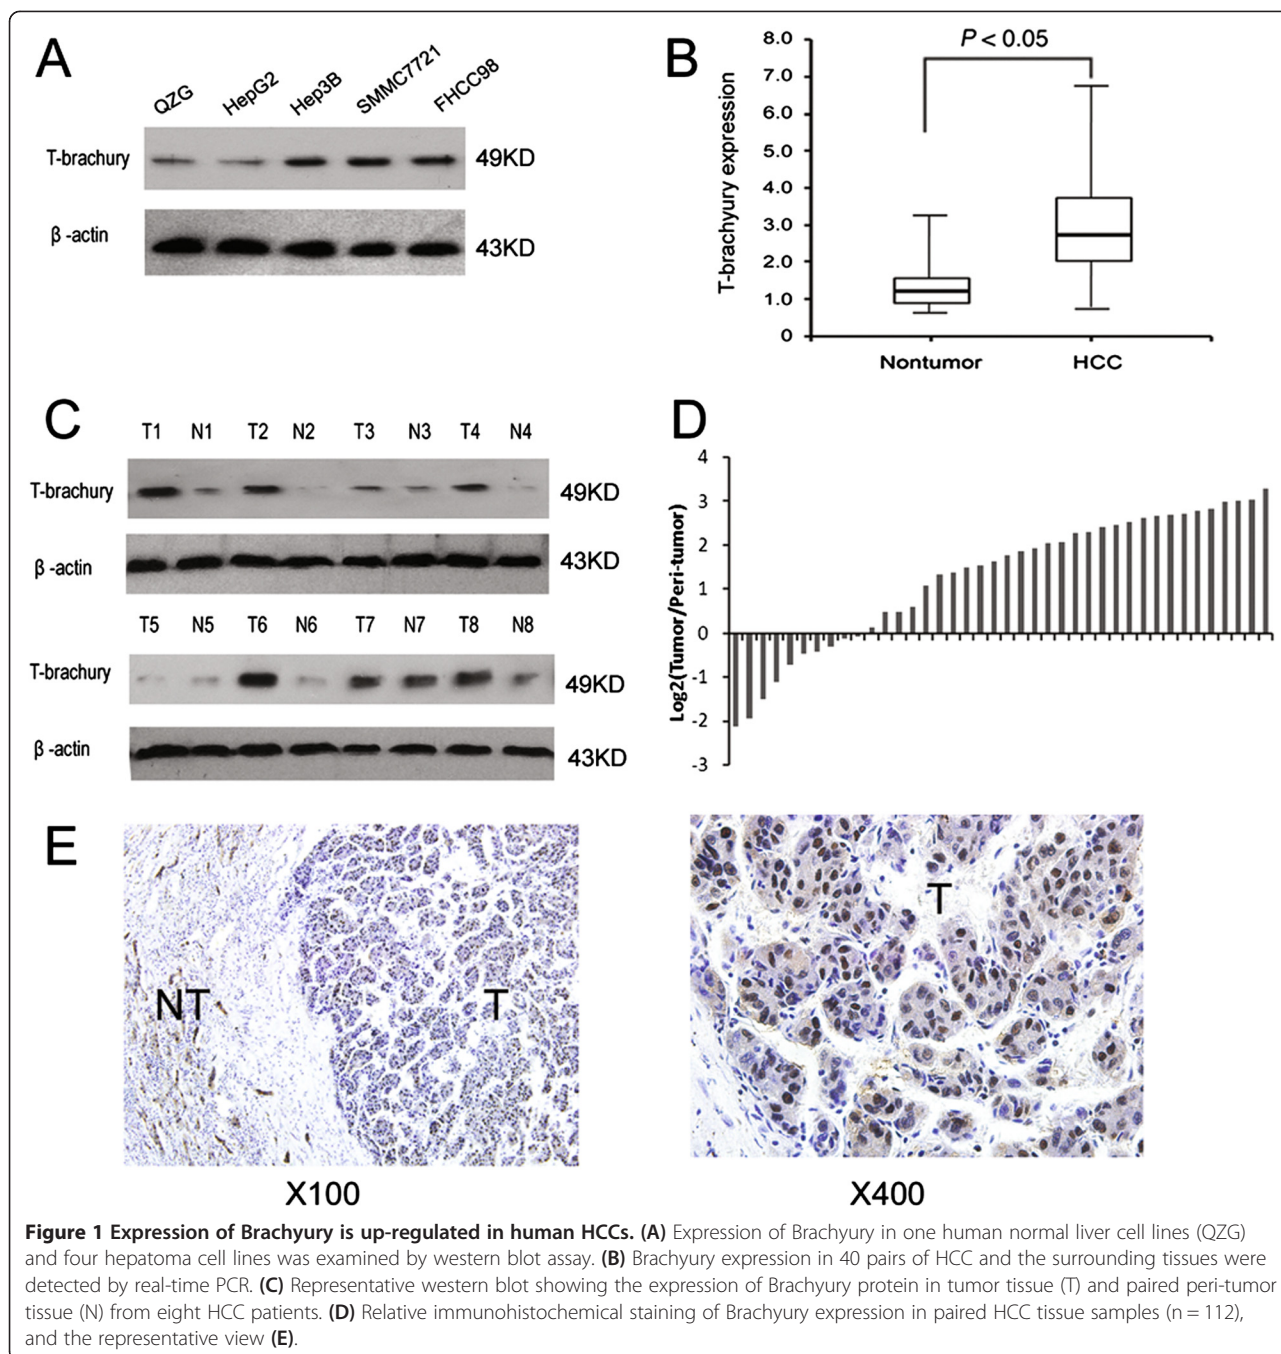 A
QZG
HepG2
Hep3B
SMMC7721
FHCC98
T-brachury
49KD
β -actin
43KD
B
P < 0.05
T-brachyury expression
8.0
7.0
6.0
5.0
4.0
3.0
2.0
1.0
0
Nontumor
HCC
C
T1 N1 T2 N2 T3 N3 T4 N4
T-brachury
49KD
β -actin
43KD
T5 N5 T6 N6 T7 N7 T8 N8
T-brachury
49KD
β -actin
43KD
D
Log2(Tumor/Peri-tumor)
4
3
2
1
0
-1
-2
-3
E
NT
T
X100
T
X400
Figure 1 Expression of Brachyury is up-regulated in human HCCs. (A) Expression of Brachyury in one human normal liver cell lines (QZG)
and four hepatoma cell lines was examined by western blot assay. (B) Brachyury expression in 40 pairs of HCC and the surrounding tissues were
detected by real-time PCR. (C) Representative western blot showing the expression of Brachyury protein in tumor tissue (T) and paired peri-tumor
tissue (N) from eight HCC patients. (D) Relative immunohistochemical staining of Brachyury expression in paired HCC tissue samples (n = 112),
and the representative view (E).